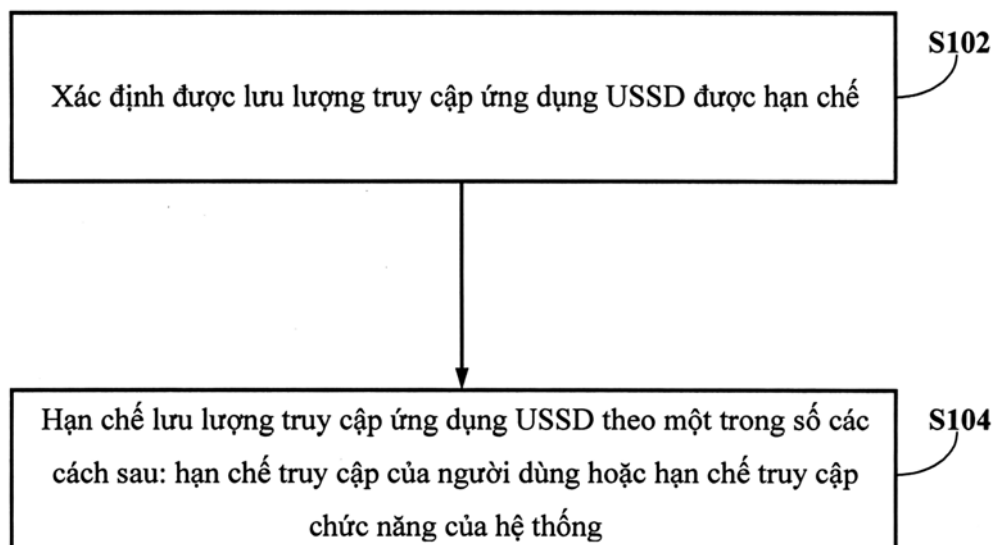 S102
Xác định được lưu lượng truy cập ứng dụng USSD được hạn chế
S104
Hạn chế lưu lượng truy cập ứng dụng USSD theo một trong số các
cách sau: hạn chế truy cập của người dùng hoặc hạn chế truy cập
chức năng của hệ thống